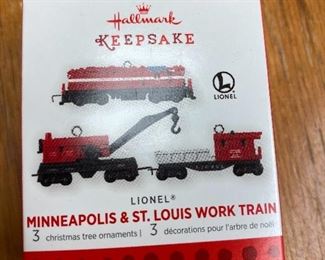 Hallmark
KEEPSAKE
L
LIONEL
LIONEL
LIONEL®
MINNEAPOLIS & ST. LOUIS WORK TRAIN
3 christmas tree ornaments | 3 décorations pour l'arbre de noël